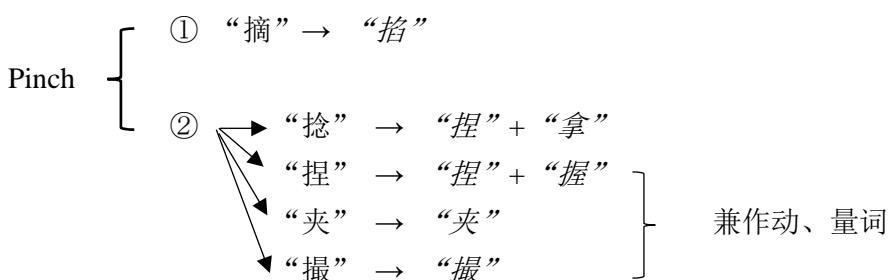 ① “摘” → “掐”
Pinch
② “捻” → “捏” + “拿”
“捏” → “捏” + “握”
“夹” → “夹” 兼作动、量词
“撮” → “撮”